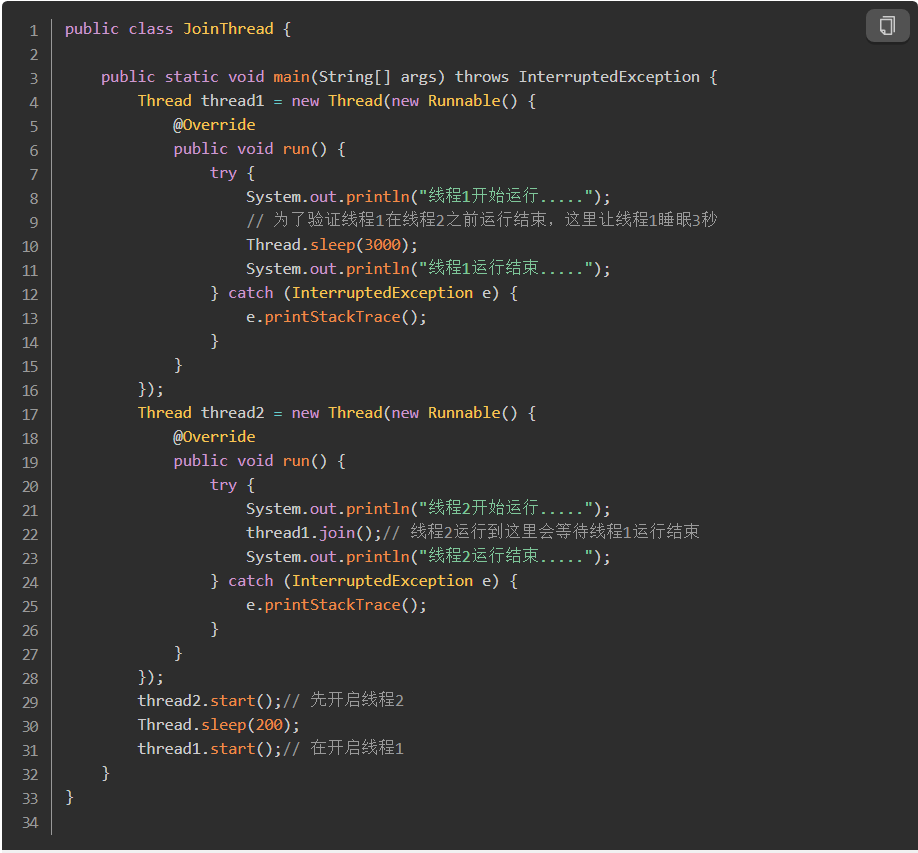 1 public class JoinThread {
2
3     public static void main(String[] args) throws InterruptedException {
4         Thread thread1 = new Thread(new Runnable() {
5             @Override
6             public void run() {
7                 try {
8                     System.out.println("线程1开始运行.....");
9                     // 为了验证线程1在线程2之前运行结束，这里让线程1睡眠3秒
10                     Thread.sleep(3000);
11                     System.out.println("线程1运行结束.....");
12                 } catch (InterruptedException e) {
13                     e.printStackTrace();
14                 }
15             }
16         });
17         Thread thread2 = new Thread(new Runnable() {
18             @Override
19             public void run() {
20                 try {
21                     System.out.println("线程2开始运行.....");
22                     thread1.join();// 线程2运行到这里会等待线程1运行结束
23                     System.out.println("线程2运行结束.....");
24                 } catch (InterruptedException e) {
25                     e.printStackTrace();
26                 }
27             }
28         });
29         thread2.start();// 先开启线程2
30         Thread.sleep(200);
31         thread1.start();// 在开启线程1
32     }
33 }
34